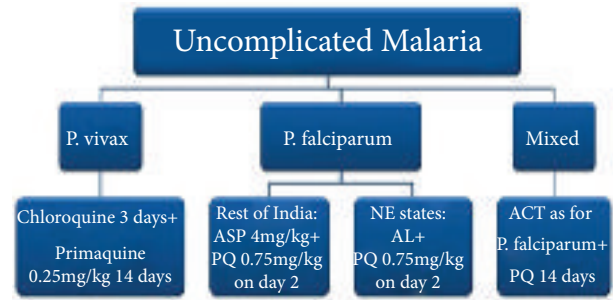 Uncomplicated Malaria
P. vivax
P. falciparum
Mixed
Chloroquine 3 days+
Primaquine
0.25mg/kg 14 days
Rest of India:
ASP 4mg/kg+
PQ 0.75mg/kg
on day 2
NE states:
AL+
PQ 0.75mg/kg
on day 2
ACT as for
P. falciparum+
PQ 14 days